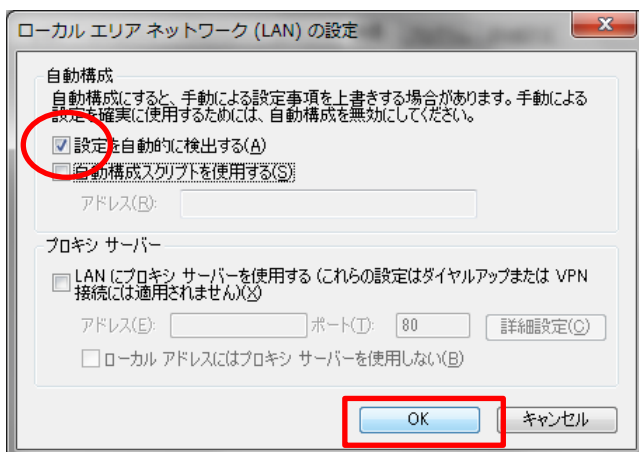 ローカル エリア ネットワーク (LAN) の設定
自動構成
自動構成にすると、手動による設定事項を上書きする場合があります。手動による
設定を確実に使用するためには、自動構成を無効にしてください。
設定を自動的に検出する(A)
自動構成スクリプトを使用する(S)
アドレス(R):
プロキシ サーバー
LAN にプロキシ サーバーを使用する (これらの設定はダイヤルアップまたは VPN
接続には適用されません)(X)
アドレス(E): ポート(T): 80 詳細設定(C)
ローカル アドレスにはプロキシ サーバーを使用しない(B)
OK キャンセル